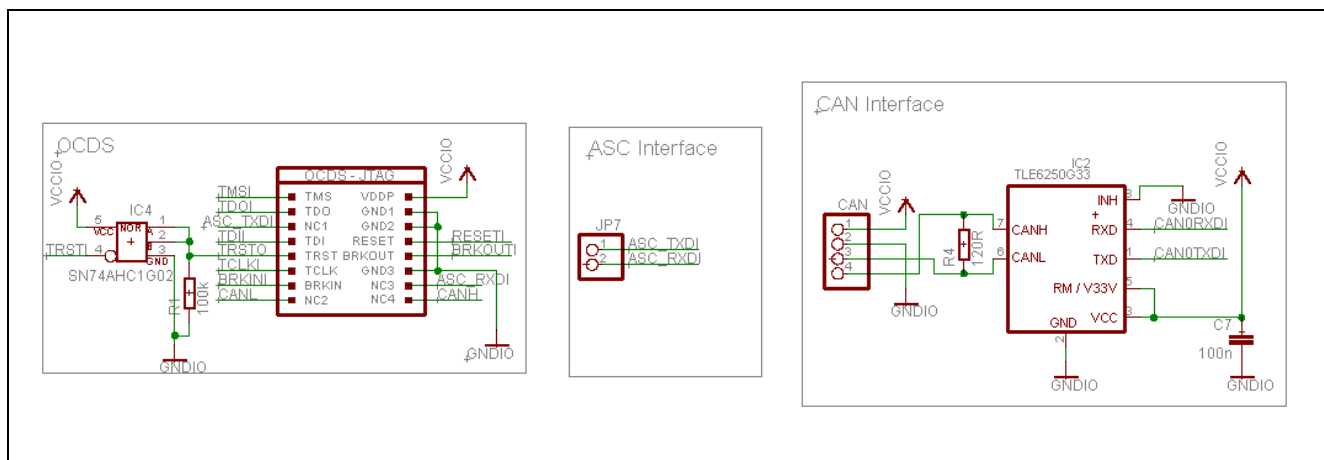 OCDS
VCCIO
IC4
5
VCC
NOR
1
A
2
B
3
GND
TRSTI
4
SN74AHC1G02
R1
100k
GNDIO
OCDS - JTAG
VCCIO
TMSI
TMS
VDDP
TDOI
TDO
GND1
ASC_TXDI
NC1
GND2
TDII
TDI
RESET
RESETI
TRSTO
TRST
BRKOUT
BRKOUTI
TCLKI
TCLK
GND3
BRKINI
BRKIN
NC3
ASC_RXDI
CANL
NC2
NC4
CANH
GNDIO
ASC Interface
JP7
1
ASC_TXDI
2
ASC_RXDI
CAN Interface
CAN
1
2
3
4
VCCIO
GNDIO
R4
120R
IC2
TLE6250G33
7
CANH
6
CANL
INH
8
GNDIO
RXD
4
CAN0RXDI
TXD
1
CAN0TXDI
RM / V33V
5
VCC
3
GND
2
GNDIO
VCCIO
C7
100n
GNDIO